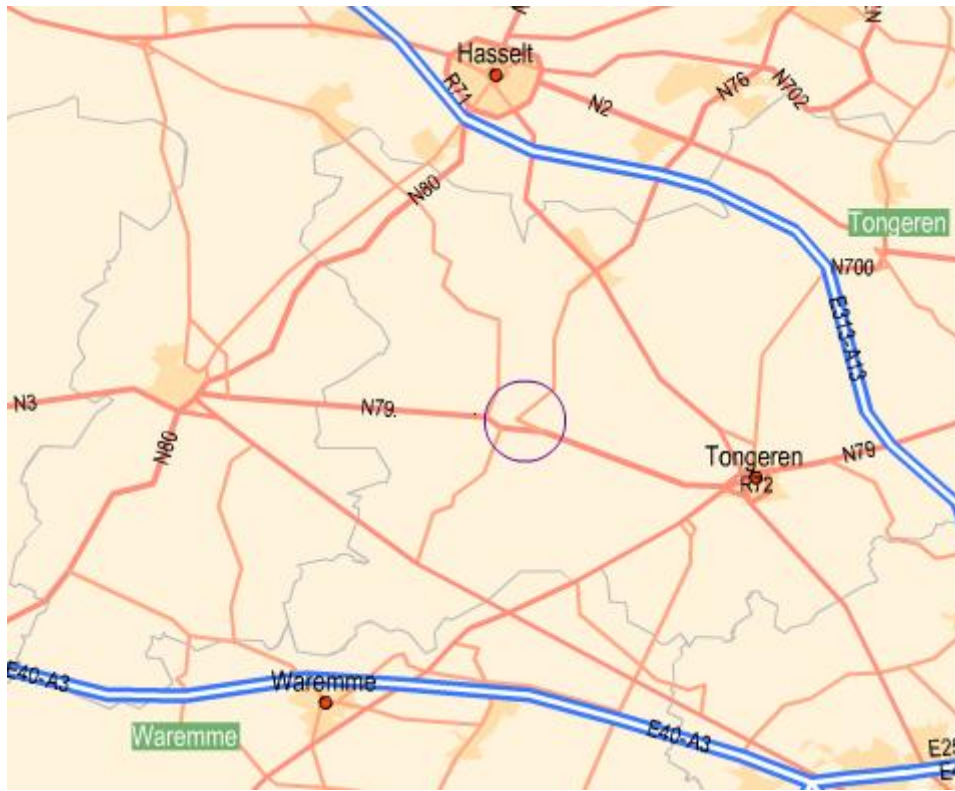 Hasselt
R71
N76
N702
N2
N80
Tongeren
N700
E313-A13
N3
N79.
N80
Tongeren
N79
R72
E40-A3
Waremme
Waremme
E40-A3
E25